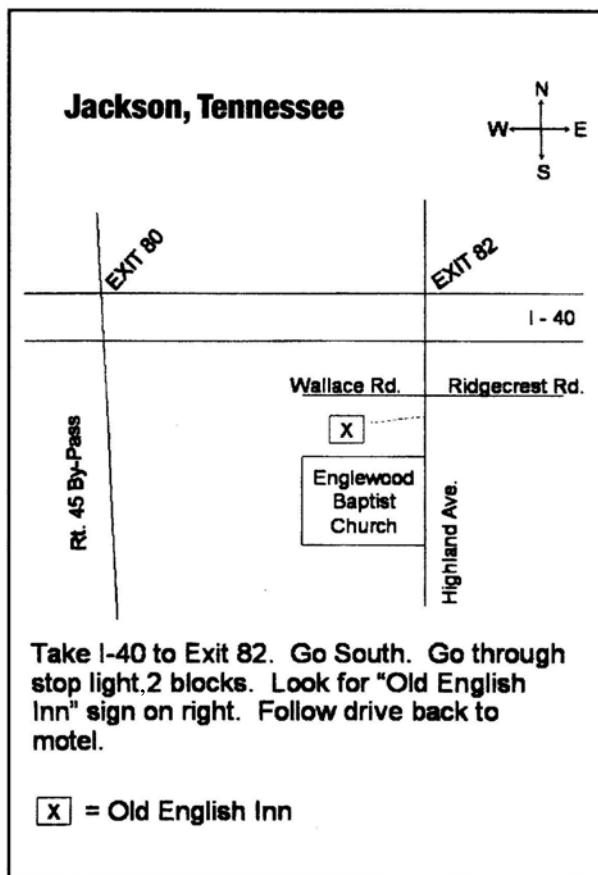 Jackson, Tennessee
N
W E
S
EXIT 80
EXIT 82
I - 40
Wallace Rd. Ridgecrest Rd.
X
Englewood
Baptist
Church
Rt. 45 By-Pass
Highland Ave.
Take I-40 to Exit 82. Go South. Go through
stop light,2 blocks. Look for “Old English
Inn” sign on right. Follow drive back to
motel.
X = Old English Inn